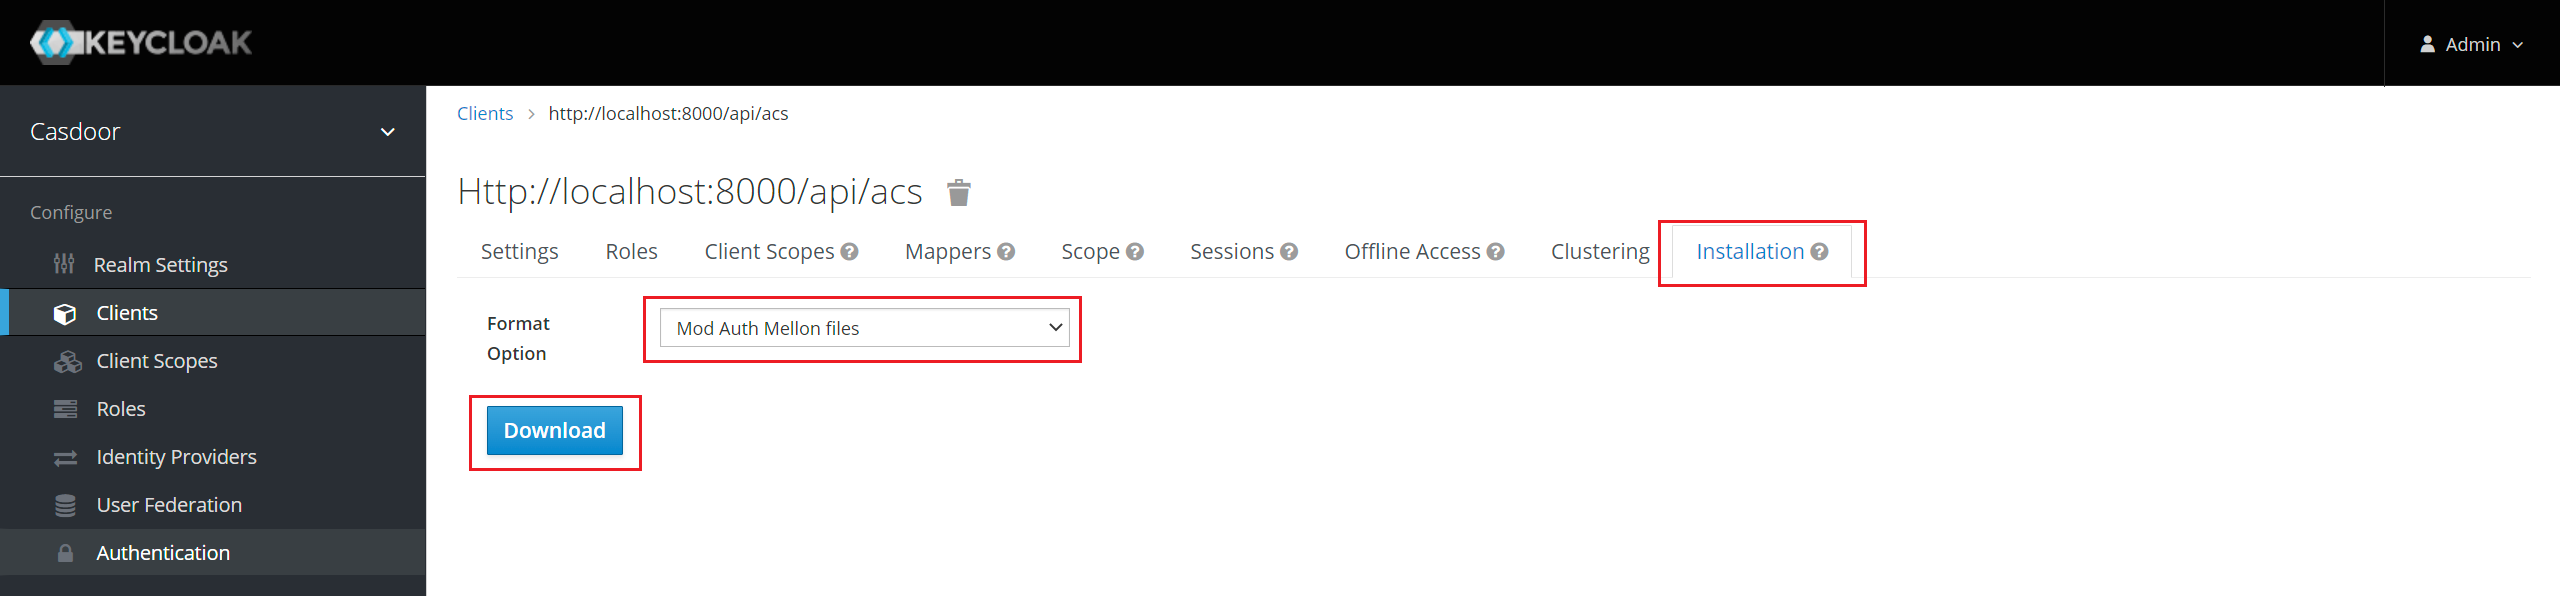 KEYCLOAK
Admin
Casdoor
Configure
Realm Settings
Clients
Client Scopes
Roles
Identity Providers
User Federation
Authentication
Clients > http://localhost:8000/api/acs
Http://localhost:8000/api/acs
Settings Roles Client Scopes ? Mappers ? Scope ? Sessions ? Offline Access ? Clustering Installation ?
Format
Option
Mod Auth Mellon files
Download